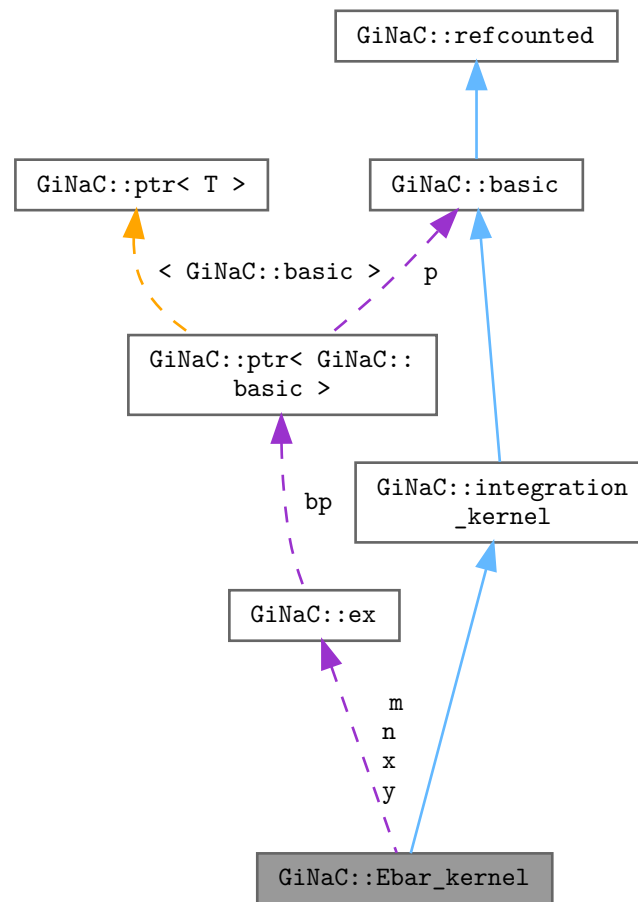 GiNaC::refcounted
GiNaC::ptr< T >
GiNaC::basic
< GiNaC::basic >
p
GiNaC::ptr< GiNaC::
basic >
GiNaC::integration
_kernel
bp
GiNaC::ex
m
n
x
y
GiNaC::Ebar_kernel